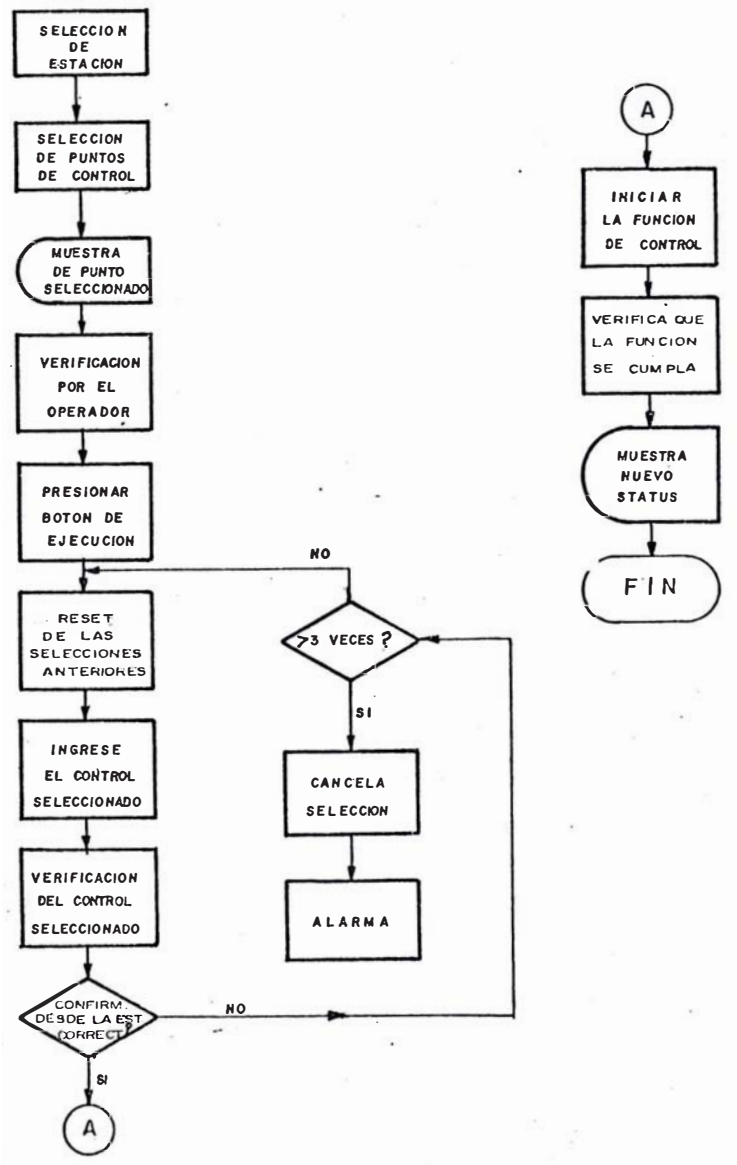 SELECCION
DE
ESTACION
SELECCION
DE PUNTOS
DE CONTROL
MUESTRA
DE PUNTO
SELECCIONADO
VERIFICACION
POR EL
OPERADOR
PRESIONAR
BOTON DE
EJECUCION
RESET
DE LAS
SELECCIONES
ANTERIORES
INGRESE
EL CONTROL
SELECCIONADO
VERIFICACION
DEL CONTROL
SELECCIONADO
CONFIRM.
DESDE LA EST
CORRECT?
NO
SI
A
NO
>3 VECES ?
SI
CANCELA
SELECCION
ALARMA
A
INICIAR
LA FUNCION
DE CONTROL
VERIFICA QUE
LA FUNCION
SE CUMPLA
MUESTRA
NUEVO
STATUS
FIN